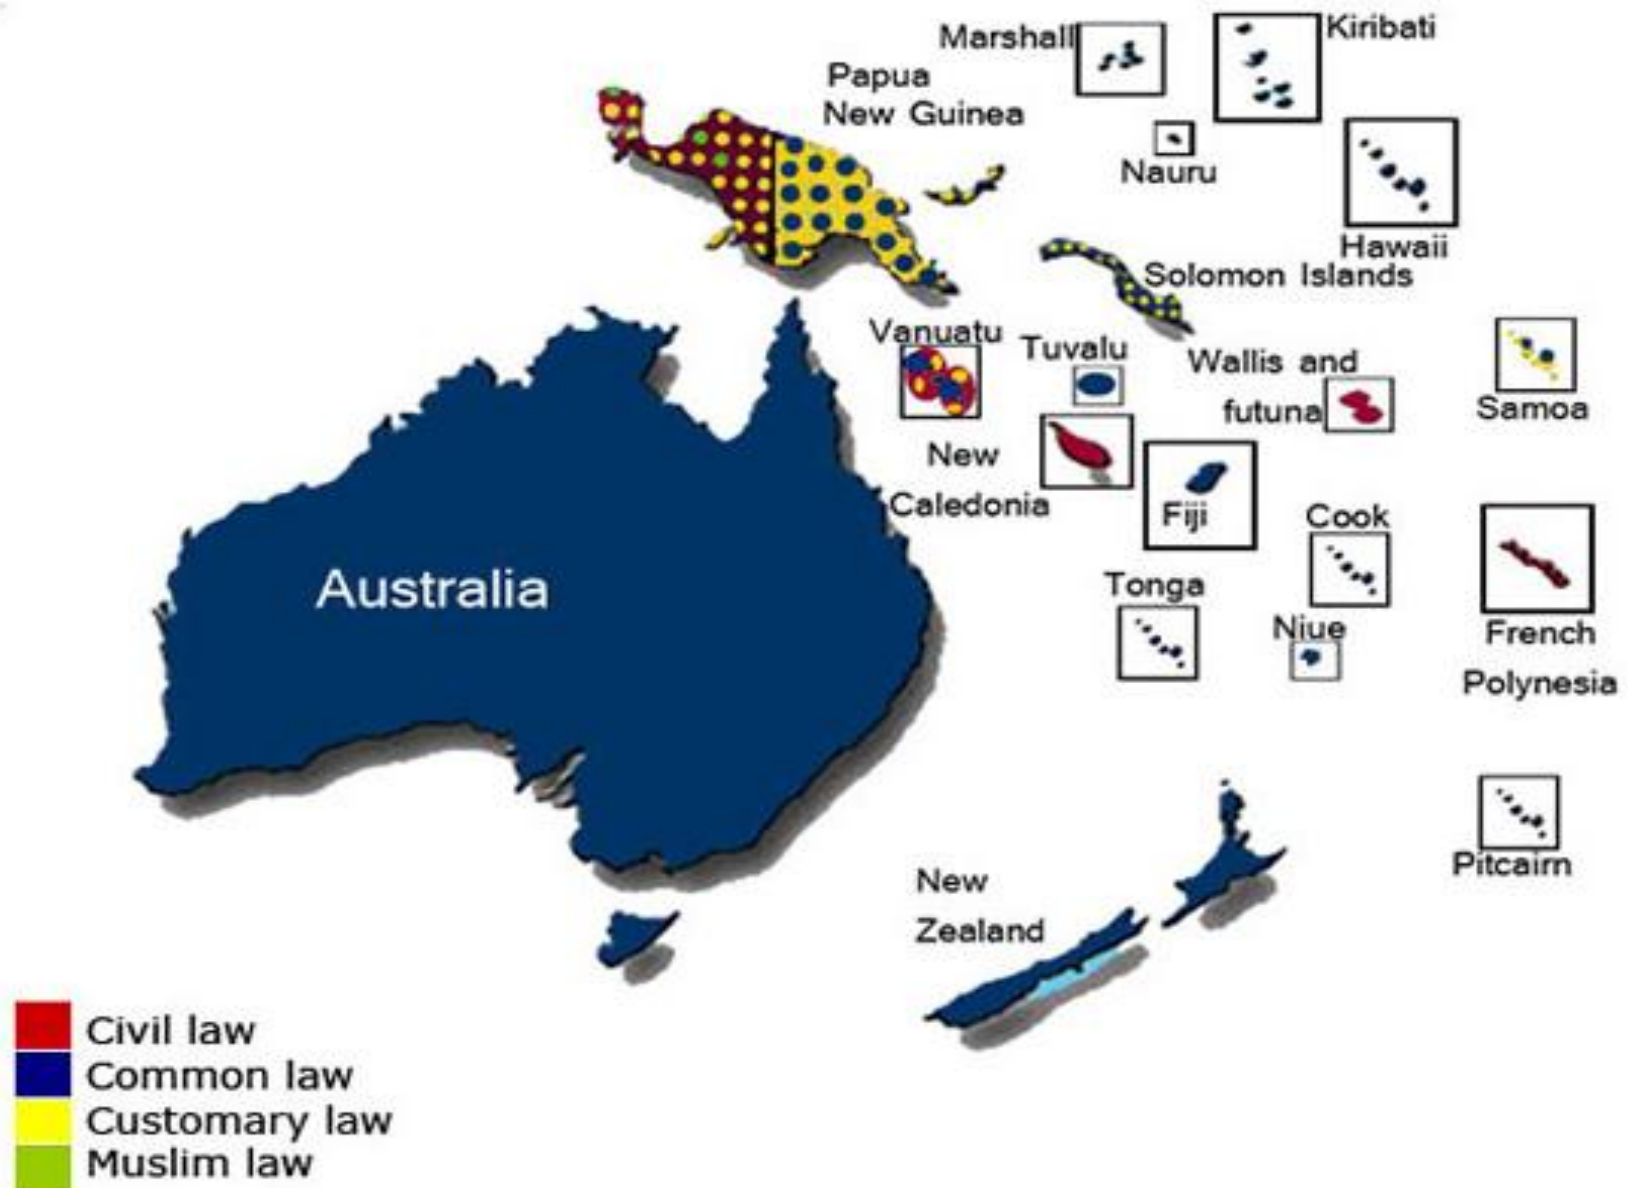 Marshall
Kiribati
Papua
New Guinea
Nauru
Hawaii
Solomon Islands
Vanuatu
Tuvalu
Wallis and
futuna
Samoa
New
Caledonia
Fiji
Cook
Australia
Tonga
Niue
French
Polynesia
Pitcairn
New
Zealand
Civil law
Common law
Customary law
Muslim law